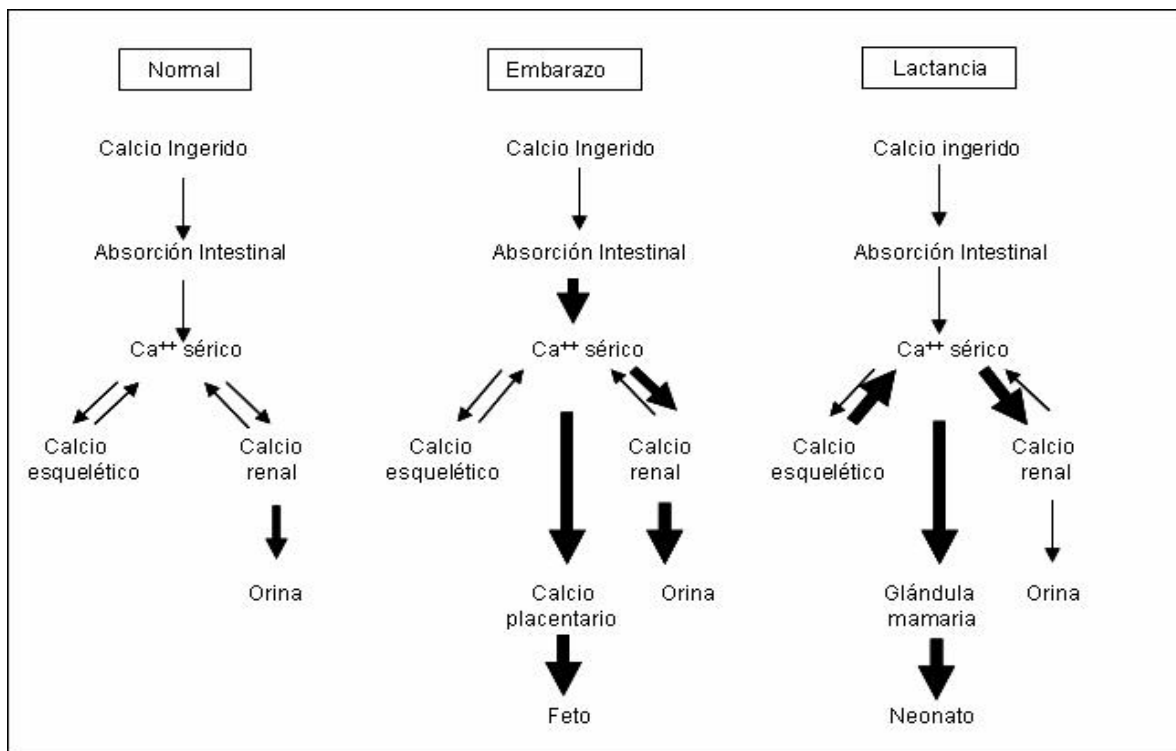 Normal
Calcio Ingerido
Absorción Intestinal
Ca⁺⁺ sérico
Calcio
esquelético
Calcio
renal
Orina
Embarazo
Calcio Ingerido
Absorción Intestinal
Ca⁺⁺ sérico
Calcio
esquelético
Calcio
renal
Calcio
placentario
Orina
Feto
Lactancia
Calcio ingerido
Absorción Intestinal
Ca⁺⁺ sérico
Calcio
esquelético
Calcio
renal
Glándula
mamaria
Orina
Neonato